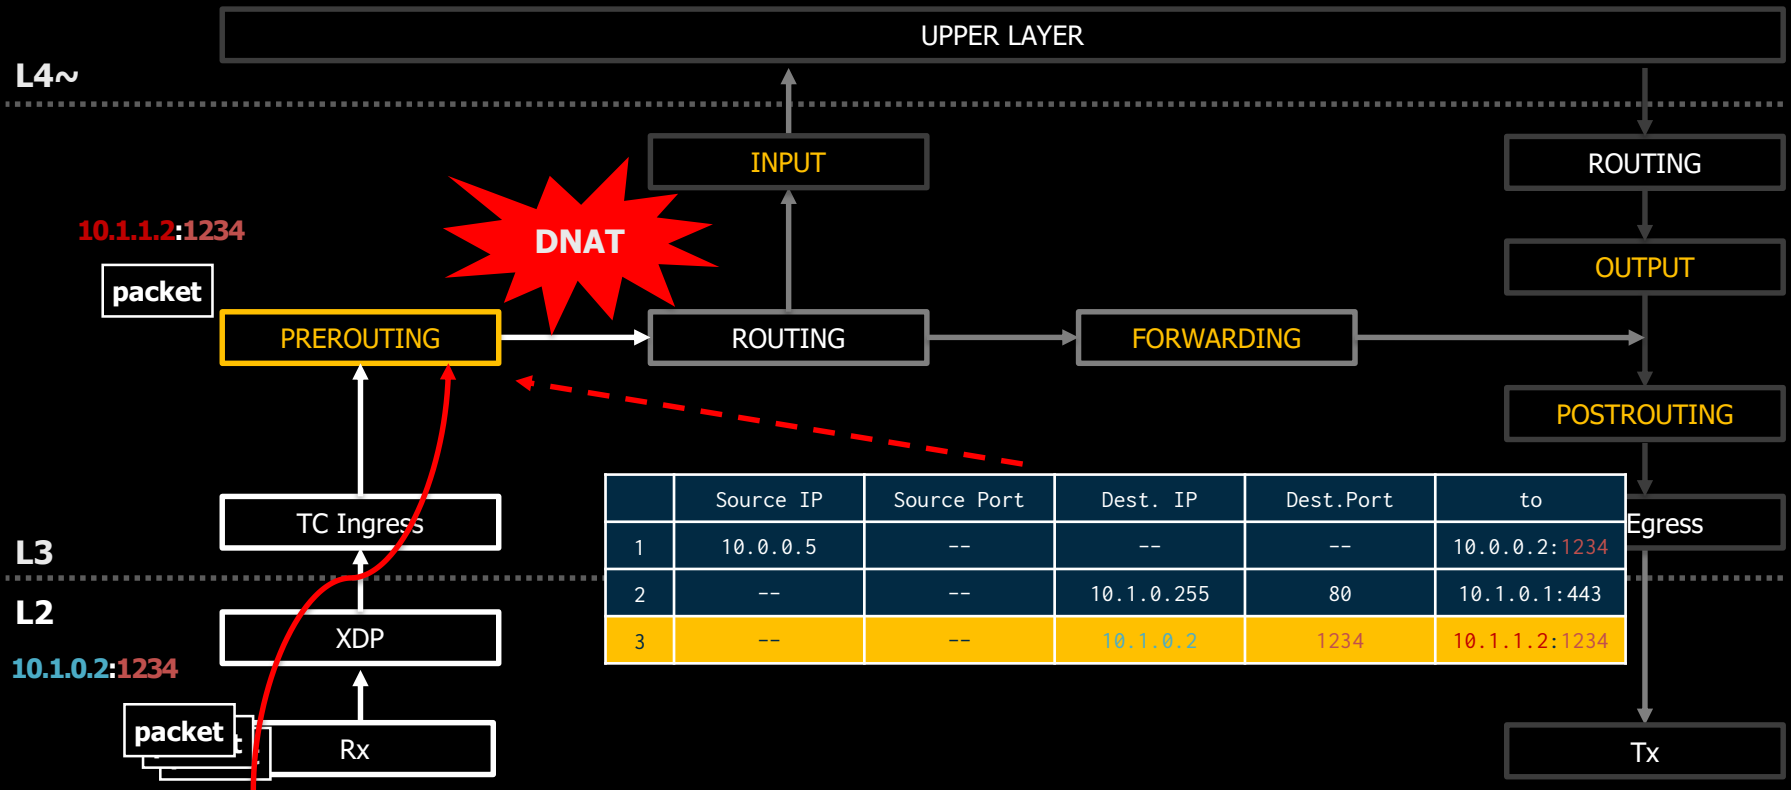 UPPER LAYER
L4~
INPUT
ROUTING
10.1.1.2:1234
DNAT
packet
OUTPUT
PREROUTING
ROUTING
FORWARDING
POSTROUTING
Source IP Source Port Dest. IP Dest.Port to
TC Ingress
Egress
1 10.0.0.5 -- -- -- 10.0.0.2:1234
L3
2 -- -- 10.1.0.255 80 10.1.0.1:443
L2
XDP
3 -- -- 10.1.0.2 1234 10.1.1.2:1234
10.1.0.2:1234
packet
Rx
Tx